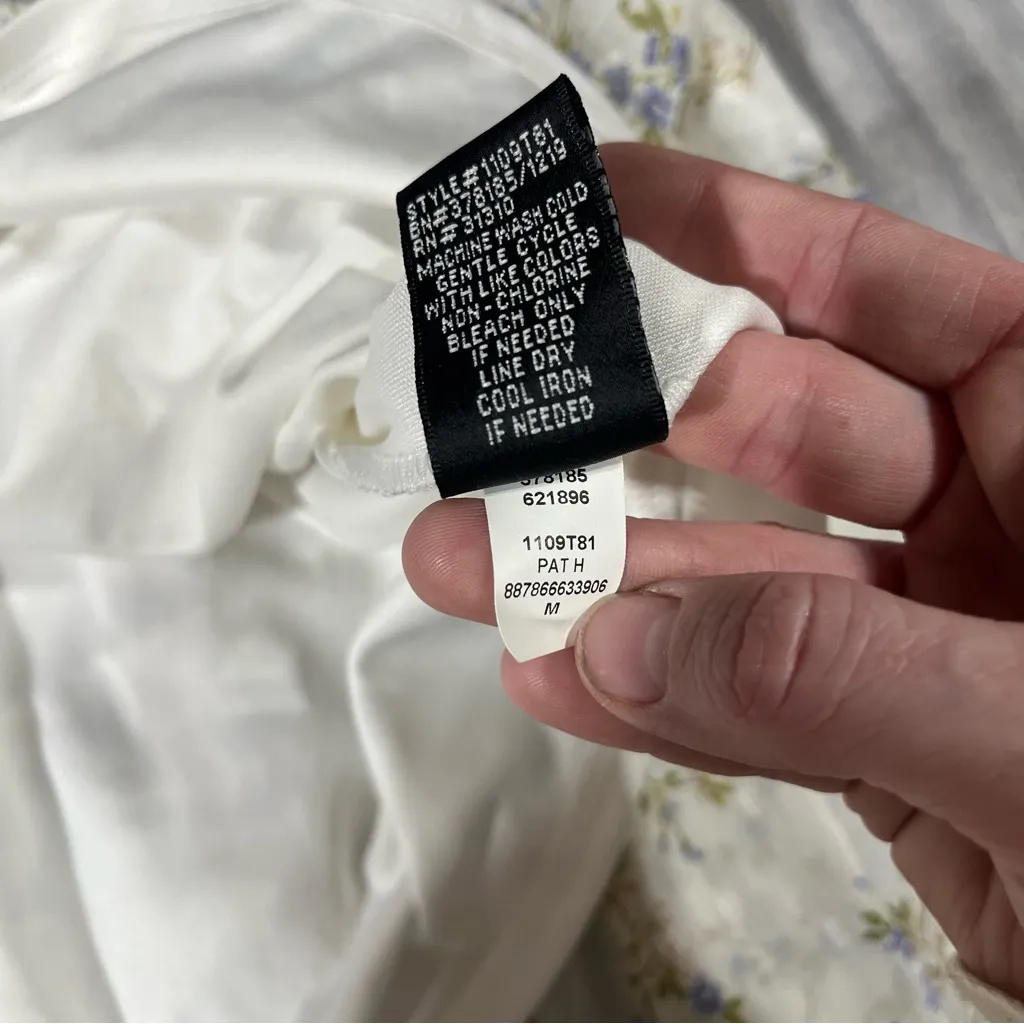 STYLE#1109T81
BN#378185/1219
RN# 31310
MACHINE WASH COLD
GENTLE CYCLE
WITH LIKE COLORS
NON-CHLORINE
BLEACH ONLY
IF NEEDED
LINE DRY
COOL IRON
IF NEEDED
378185
621896
1109T81
PAT H
887866633906
M